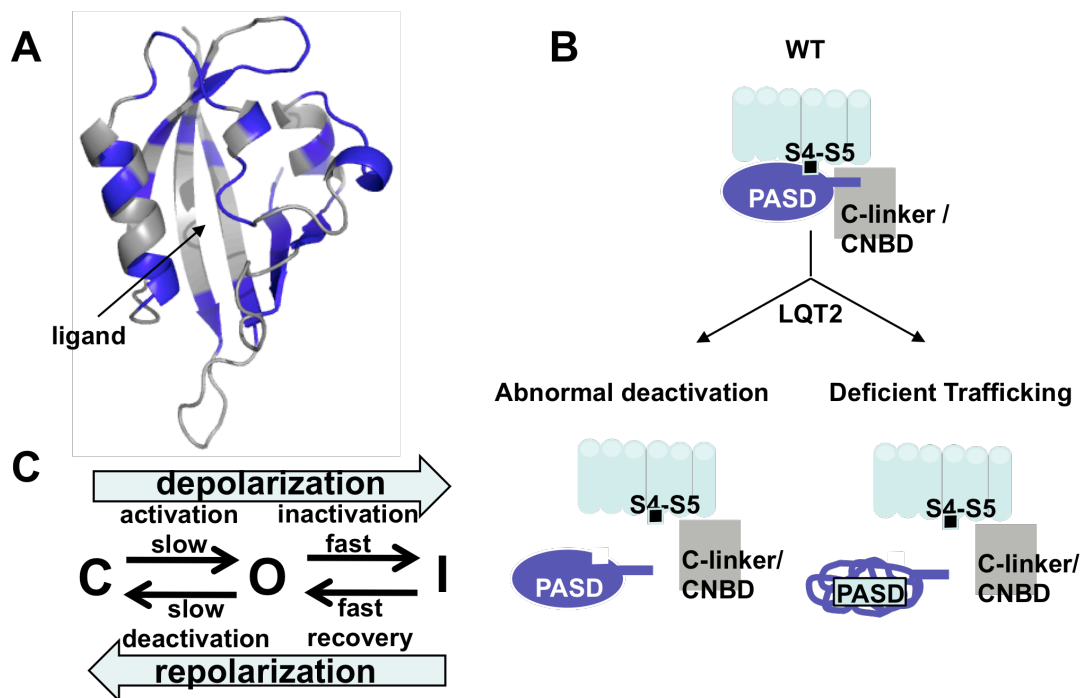 A
ligand
B
WT
S4-S5
PASD
C-linker /
CNBD
LQT2
Abnormal deactivation
Deficient Trafficking
S4-S5
PASD
C-linker/
CNBD
S4-S5
PASD
C-linker/
CNBD
C
depolarization
activation inactivation
slow fast
C O I
slow fast
deactivation recovery
repolarization